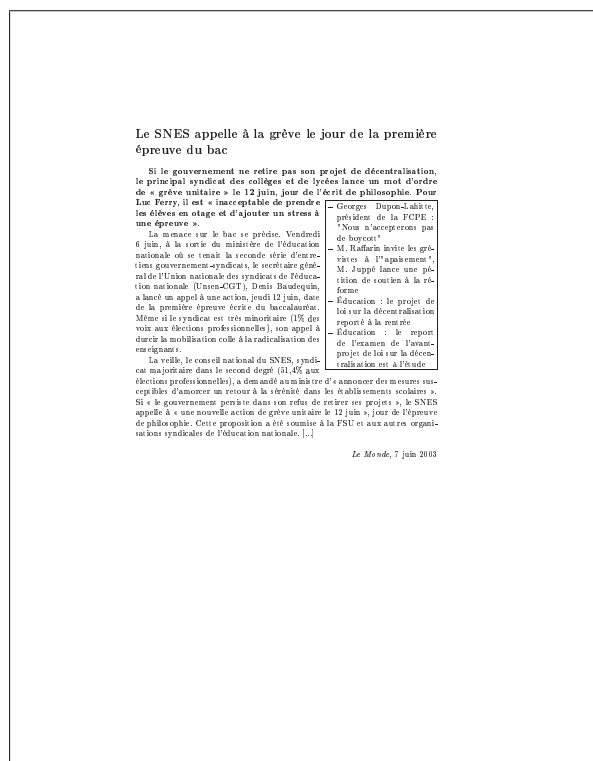 Le SNES appelle à la grève le jour de la première
épreuve du bac
Si le gouvernement ne retire pas son projet de décentralisation,
le principal syndicat des collèges et de lycées lance un mot d'ordre
de « grève unitaire » le 12 juin, jour de l'écrit de philosophie. Pour
Luc Ferry, il est « inacceptable de prendre
les élèves en otage et d'ajouter un stress à
une épreuve ».
La menace sur le bac se précise. Vendredi
6 juin, à la sortie du ministère de l'éducation
nationale où se tenait la seconde série d'entre-
tiens gouvernement-syndicats, le secrétaire géné-
ral de l'Union nationale des syndicats de l'éduca-
tion nationale (Unsen-CGT), Denis Baudequin,
a lancé un appel à une action, jeudi 12 juin, date
de la première épreuve écrite du baccalauréat.
Même si le syndicat est très minoritaire (1% des
voix aux élections professionnelles), son appel à
durcir la mobilisation colle à la radicalisation des
enseignants.
La veille, le conseil national du SNES, syndi-
cat majoritaire dans le second degré (51,4% aux
élections professionnelles), a demandé au ministre d'« annoncer des mesures sus-
ceptibles d'amorcer un retour à la sérénité dans les établissements scolaires ».
Si « le gouvernement persiste dans son refus de retirer ses projets », le SNES
appelle à « une nouvelle action de grève unitaire le 12 juin », jour de l'épreuve
de philosophie. Cette proposition a été soumise à la FSU et aux autres organi-
sations syndicales de l'éducation nationale. [...]
– Georges Dupon-Lahitte,
président de la FCPE :
"Nous n'accepterons pas
de boycott"
– M. Raffarin invite les gré-
vistes à l'"apaisement",
M. Juppé lance une pé-
tition de soutien à la ré-
forme
– Éducation : le projet de
loi sur la décentralisation
reporté à la rentrée
– Éducation : le report
de l'examen de l'avant-
projet de loi sur la décen-
tralisation est à l'étude
Le Monde, 7 juin 2003